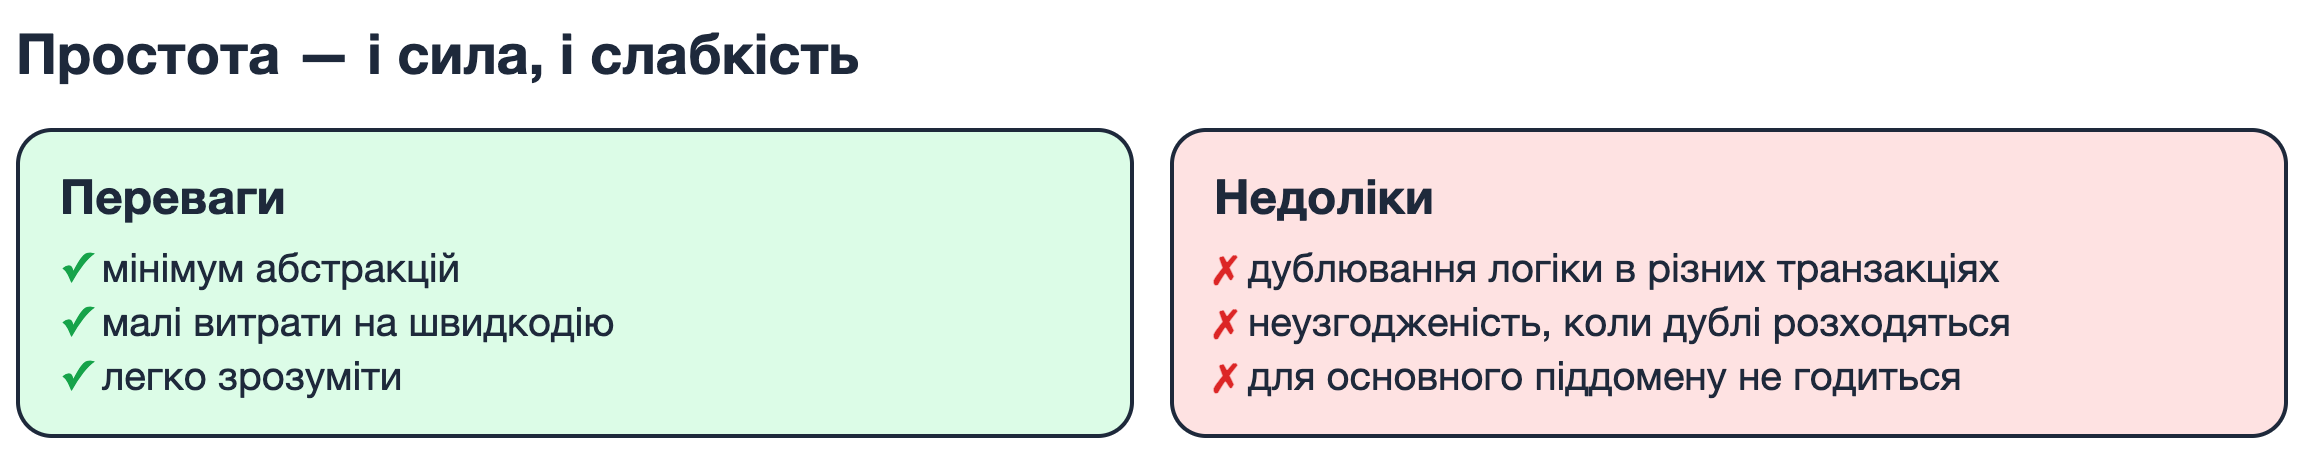 Простота — і сила, і слабкість
Переваги
✓ мінімум абстракцій
✓ малі витрати на швидкодію
✓ легко зрозуміти
Недоліки
✗ дублювання логіки в різних транзакціях
✗ неузгодженість, коли дублі розходяться
✗ для основного піддомену не годиться